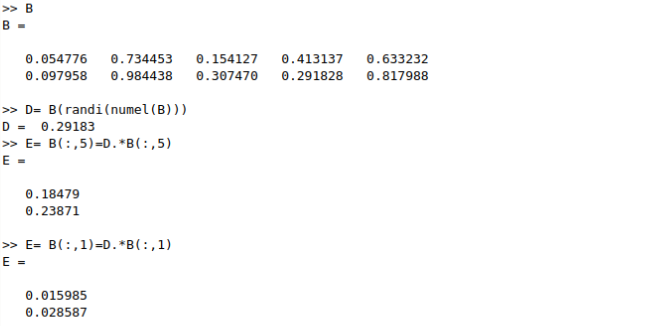 >> B
B =
0.054776 0.734453 0.154127 0.413137 0.633232
0.097958 0.984438 0.307470 0.291828 0.817988
>> D= B(randi(numel(B)))
D = 0.29183
>> E= B(:,5)=D.*B(:,5)
E =
0.18479
0.23871
>> E= B(:,1)=D.*B(:,1)
E =
0.015985
0.028587